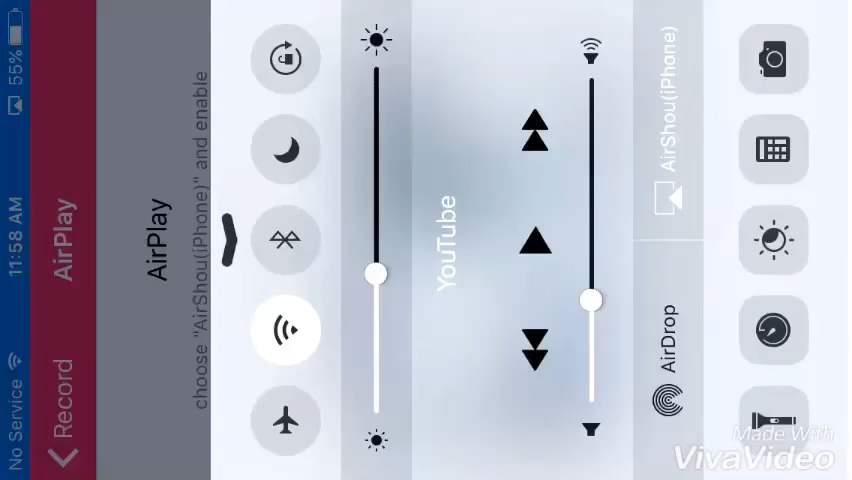 No Service 11:58 AM 55%
Record AirPlay
AirPlay
choose "AirShou(iPhone)" and enable
YouTube
AirDrop AirShou(iPhone)
Made With
VivaVideo